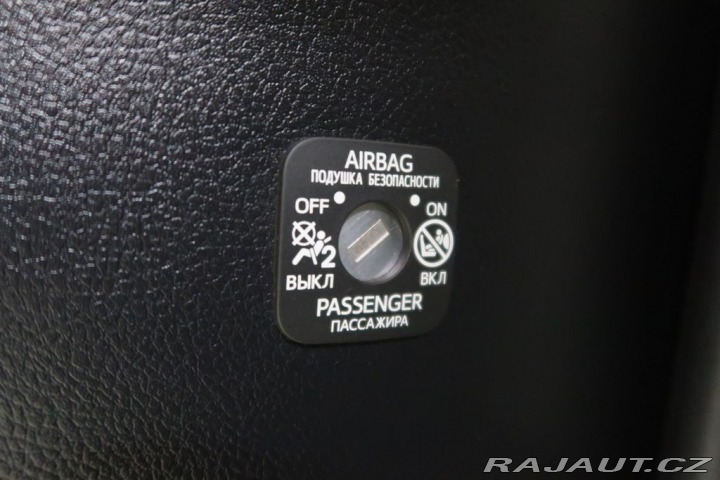 AIRBAG
ПОДУШКА БЕЗОПАСНОСТИ
OFF ON
2
ВЫКЛ ВКЛ
PASSENGER
ПАССАЖИРА
RAJAUT.CZ